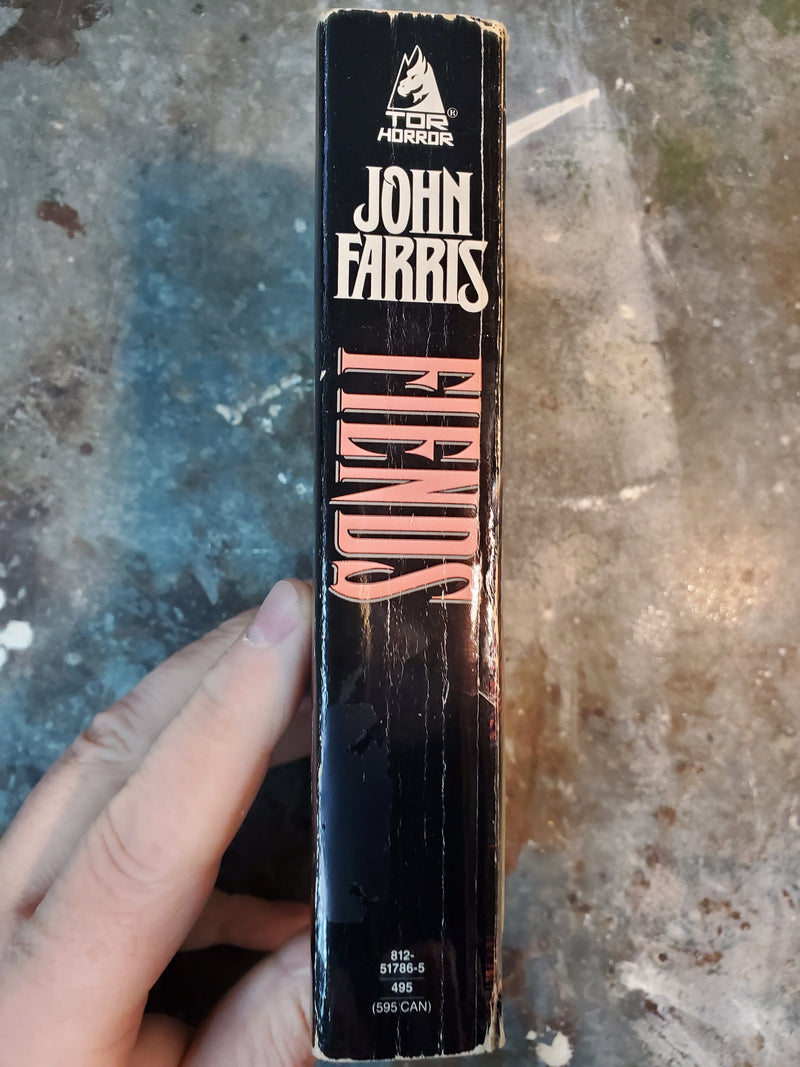 TOR®
HORROR
JOHN
FARRIS
FIENDS
812-
51786-5
495
(595 CAN)